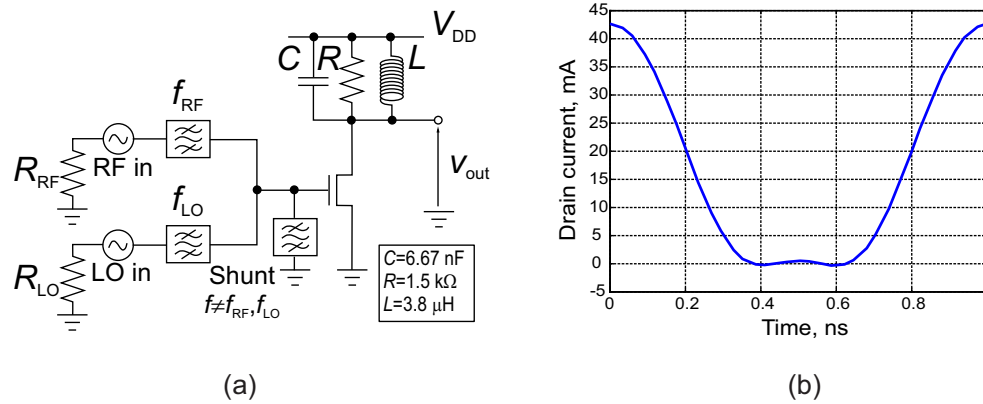 V_DD
C R L
f_RF
RF in
R_RF
v_out
f_LO
LO in
R_LO
Shunt
f≠f_RF,f_LO
C=6.67 nF
R=1.5 kΩ
L=3.8 μH
(a)
45
40
35
30
25
20
15
10
5
0
-5
Drain current, mA
0 0.2 0.4 0.6 0.8
Time, ns
(b)